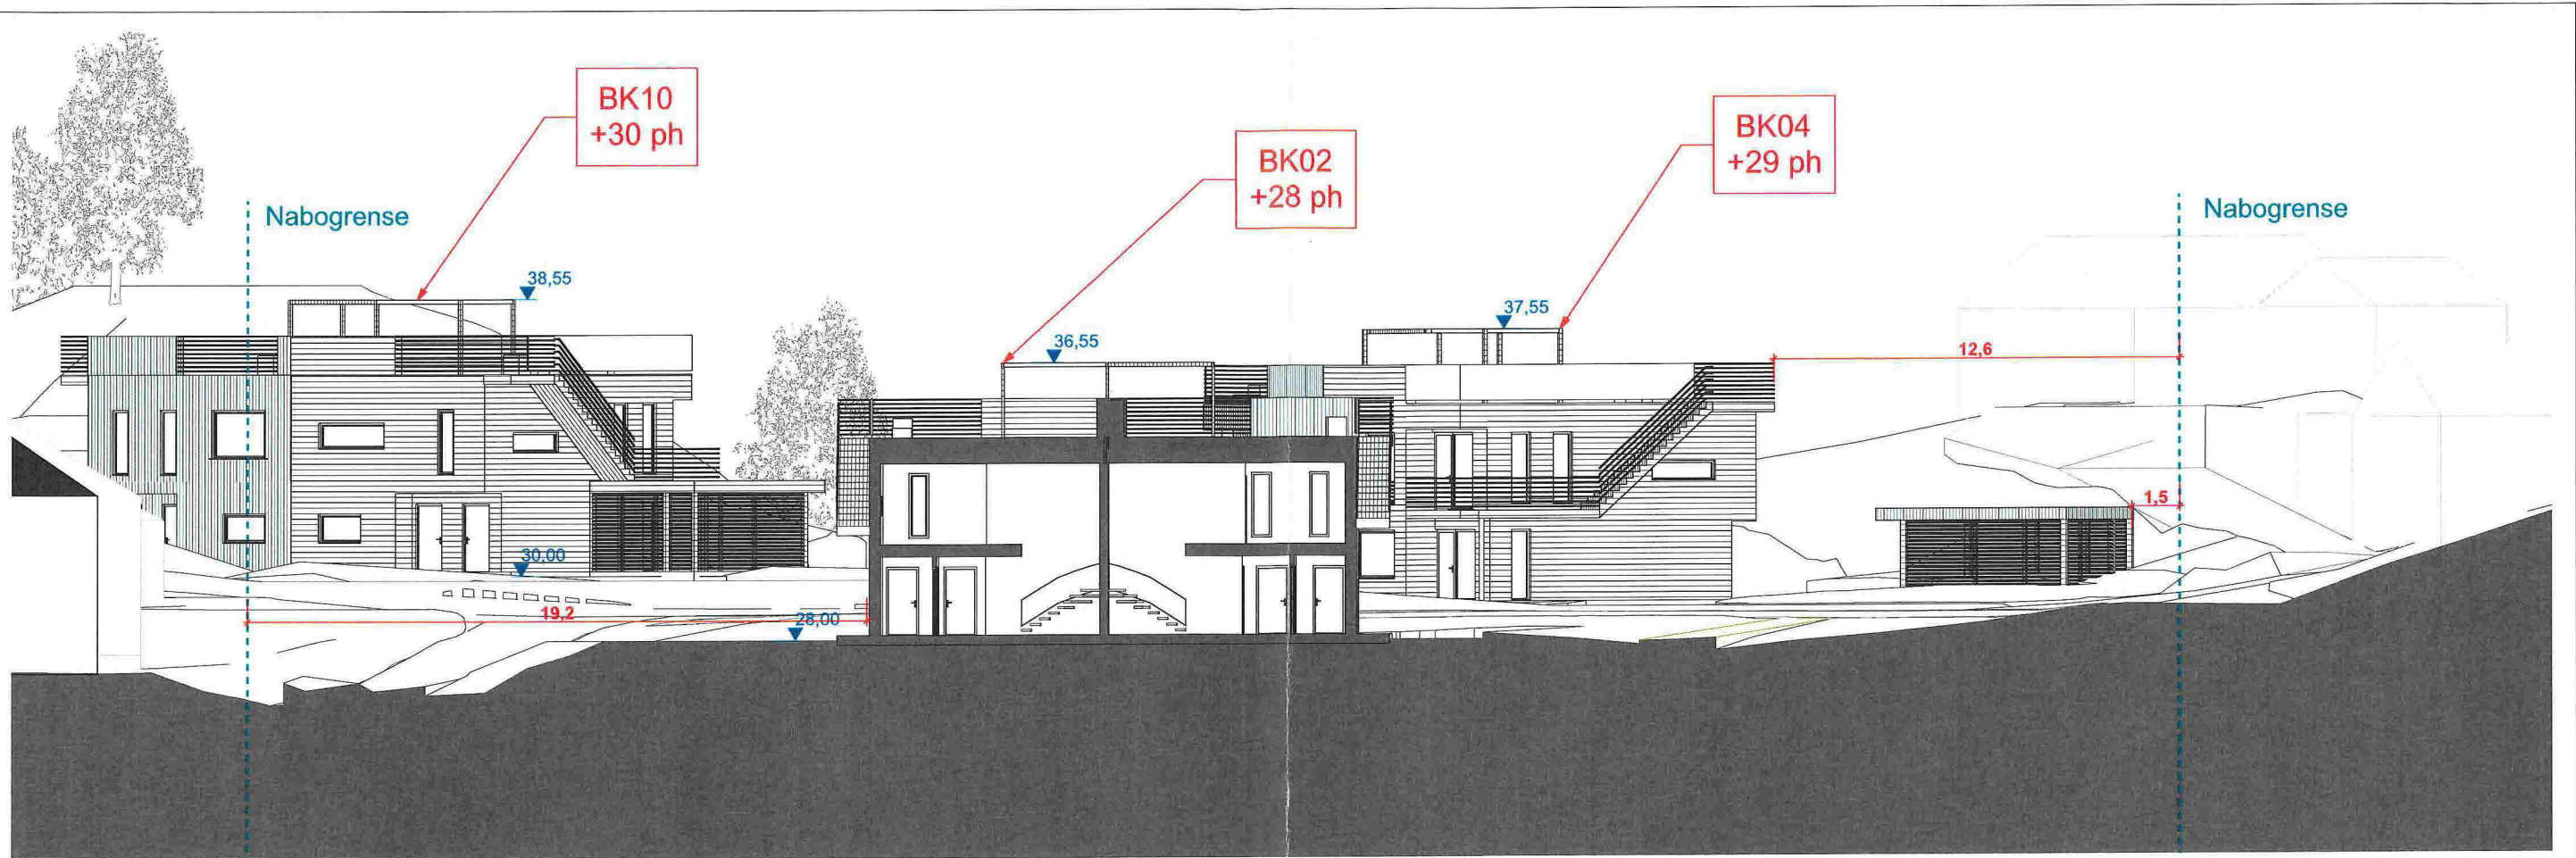 BK10
+30 ph
BK02
+28 ph
BK04
+29 ph
Nabogrense
Nabogrense
38,55
36,55
37,55
12,6
1,5
30,00
19,2
28,00